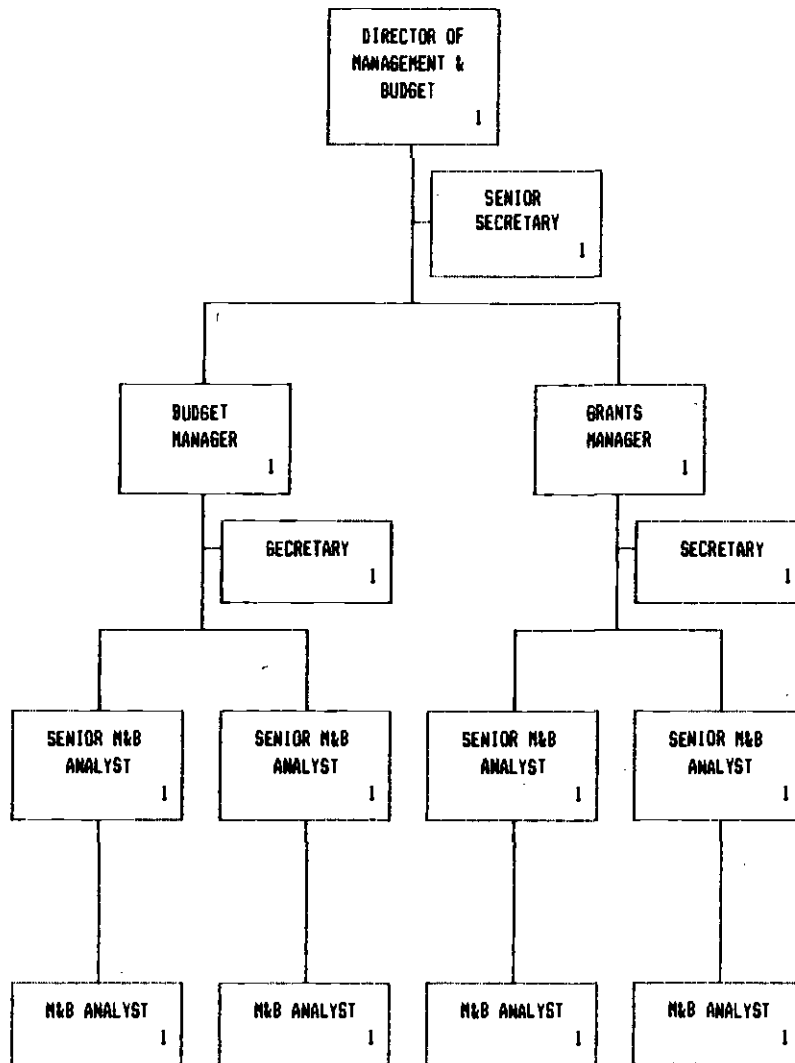 DIRECTOR OF
MANAGEMENT &
BUDGET
1
SENIOR
SECRETARY
1
BUDGET
MANAGER
1
GRANTS
MANAGER
1
SECRETARY
1
SECRETARY
1
SENIOR M&B
ANALYST
1
SENIOR M&B
ANALYST
1
SENIOR M&B
ANALYST
1
SENIOR M&B
ANALYST
1
M&B ANALYST
1
M&B ANALYST
1
M&B ANALYST
1
M&B ANALYST
1